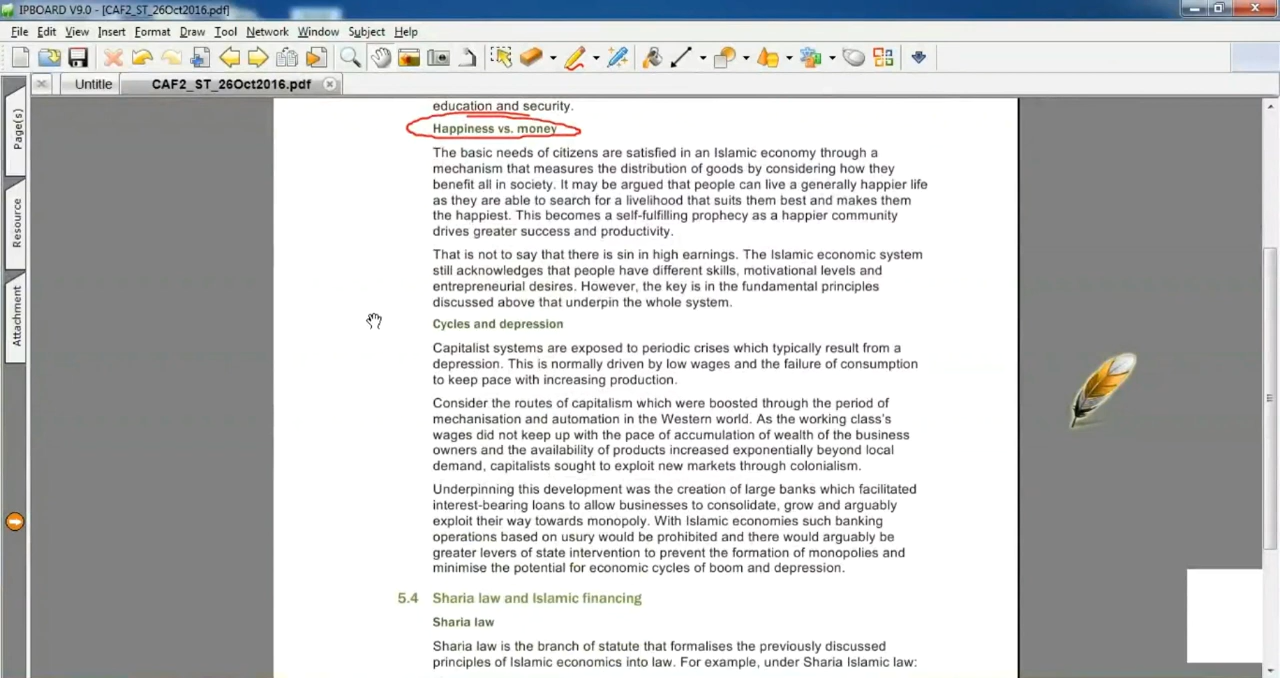 IPBOARD V9.0 - [CAF2_ST_26Oct2016.pdf]
File Edit View Insert Format Draw Tool Network Window Subject Help
Untitle CAF2_ST_26Oct2016.pdf
Page(s)
Resource
Attachment
education and security.
Happiness vs. money
The basic needs of citizens are satisfied in an Islamic economy through a
mechanism that measures the distribution of goods by considering how they
benefit all in society. It may be argued that people can live a generally happier life
as they are able to search for a livelihood that suits them best and makes them
the happiest. This becomes a self-fulfilling prophecy as a happier community
drives greater success and productivity.
That is not to say that there is sin in high earnings. The Islamic economic system
still acknowledges that people have different skills, motivational levels and
entrepreneurial desires. However, the key is in the fundamental principles
discussed above that underpin the whole system.
Cycles and depression
Capitalist systems are exposed to periodic crises which typically result from a
depression. This is normally driven by low wages and the failure of consumption
to keep pace with increasing production.
Consider the routes of capitalism which were boosted through the period of
mechanisation and automation in the Western world. As the working class's
wages did not keep up with the pace of accumulation of wealth of the business
owners and the availability of products increased exponentially beyond local
demand, capitalists sought to exploit new markets through colonialism.
Underpinning this development was the creation of large banks which facilitated
interest-bearing loans to allow businesses to consolidate, grow and arguably
exploit their way towards monopoly. With Islamic economies such banking
operations based on usury would be prohibited and there would arguably be
greater levers of state intervention to prevent the formation of monopolies and
minimise the potential for economic cycles of boom and depression.
5.4 Sharia law and Islamic financing
Sharia law
Sharia law is the branch of statute that formalises the previously discussed
principles of Islamic economics into law. For example, under Sharia Islamic law: